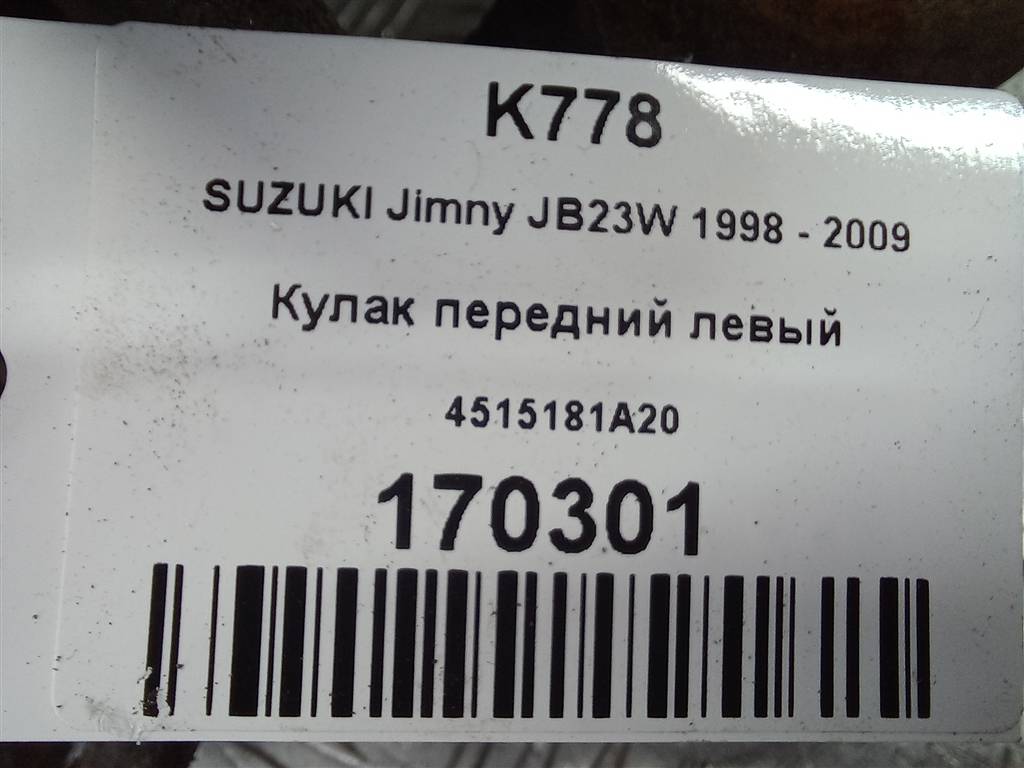 K778
SUZUKI Jimny JB23W 1998 - 2009
Кулак передний левый
4515181A20
170301